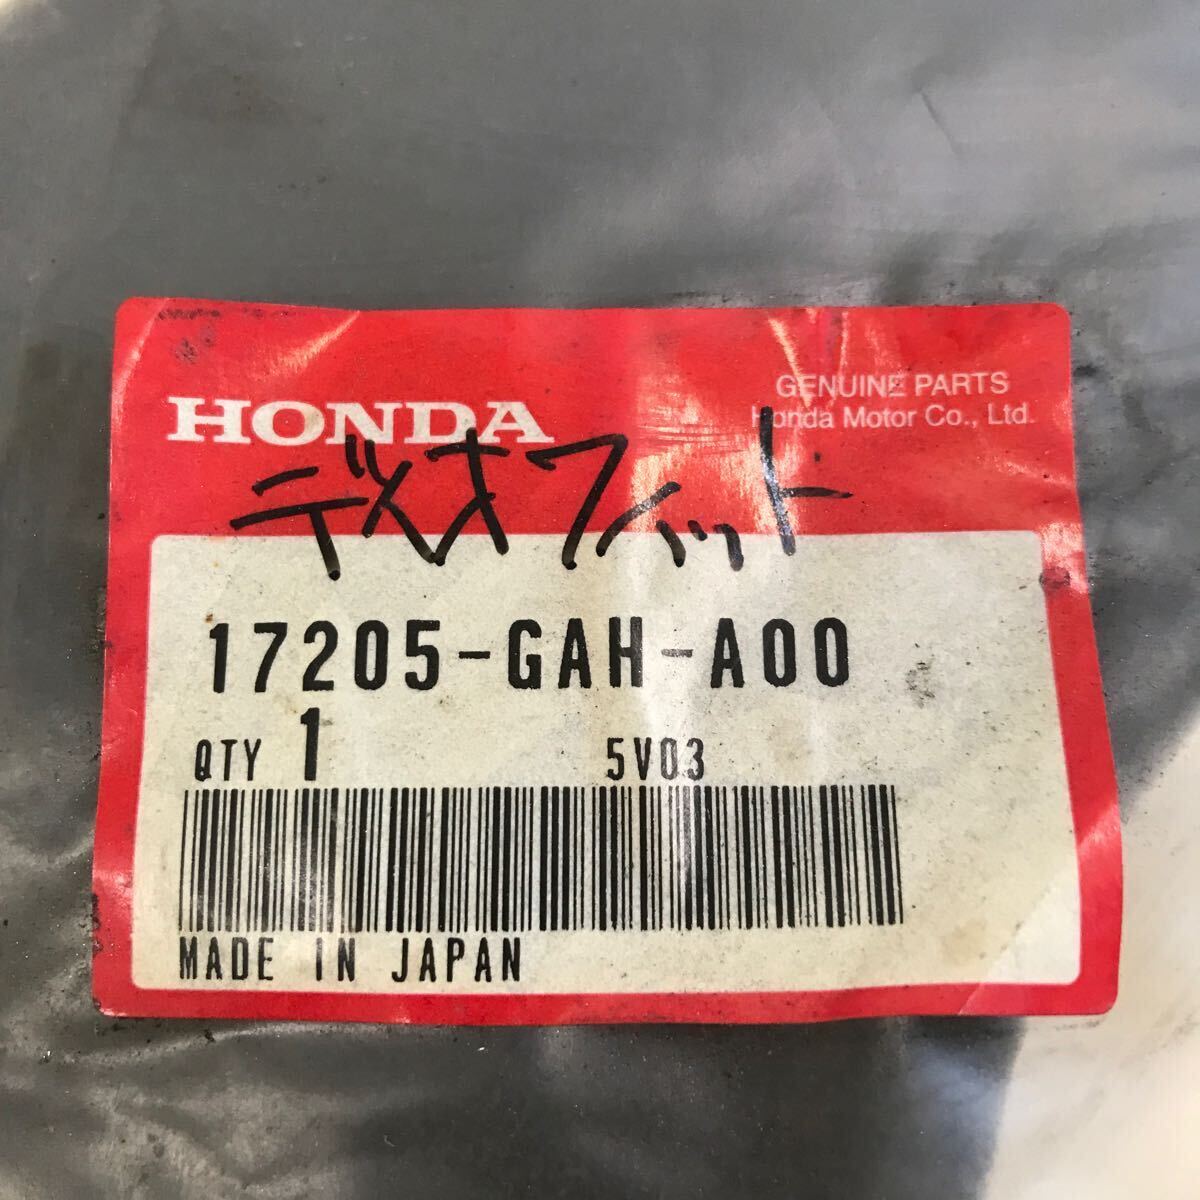 HONDA
GENUINE PARTS
Honda Motor Co., Ltd.
デメオフィット
17205-GAH-A00
QTY 1 5V03
MADE IN JAPAN